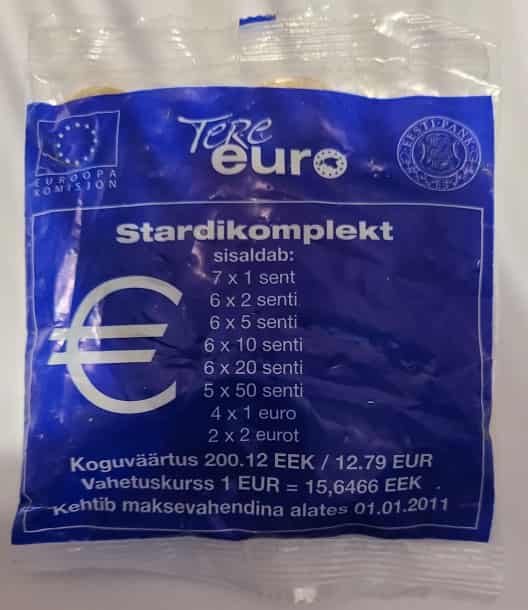 Tere
euro
EUROOPA
KOMISJON
EESTI PANK
Stardikomplekt
sisaldab:
7 x 1 sent
6 x 2 senti
6 x 5 senti
6 x 10 senti
6 x 20 senti
5 x 50 senti
4 x 1 euro
2 x 2 eurot
€
Koguväärtus 200.12 EEK / 12.79 EUR
Vahetuskurss 1 EUR = 15,6466 EEK
Kehtib maksevahendina alates 01.01.2011